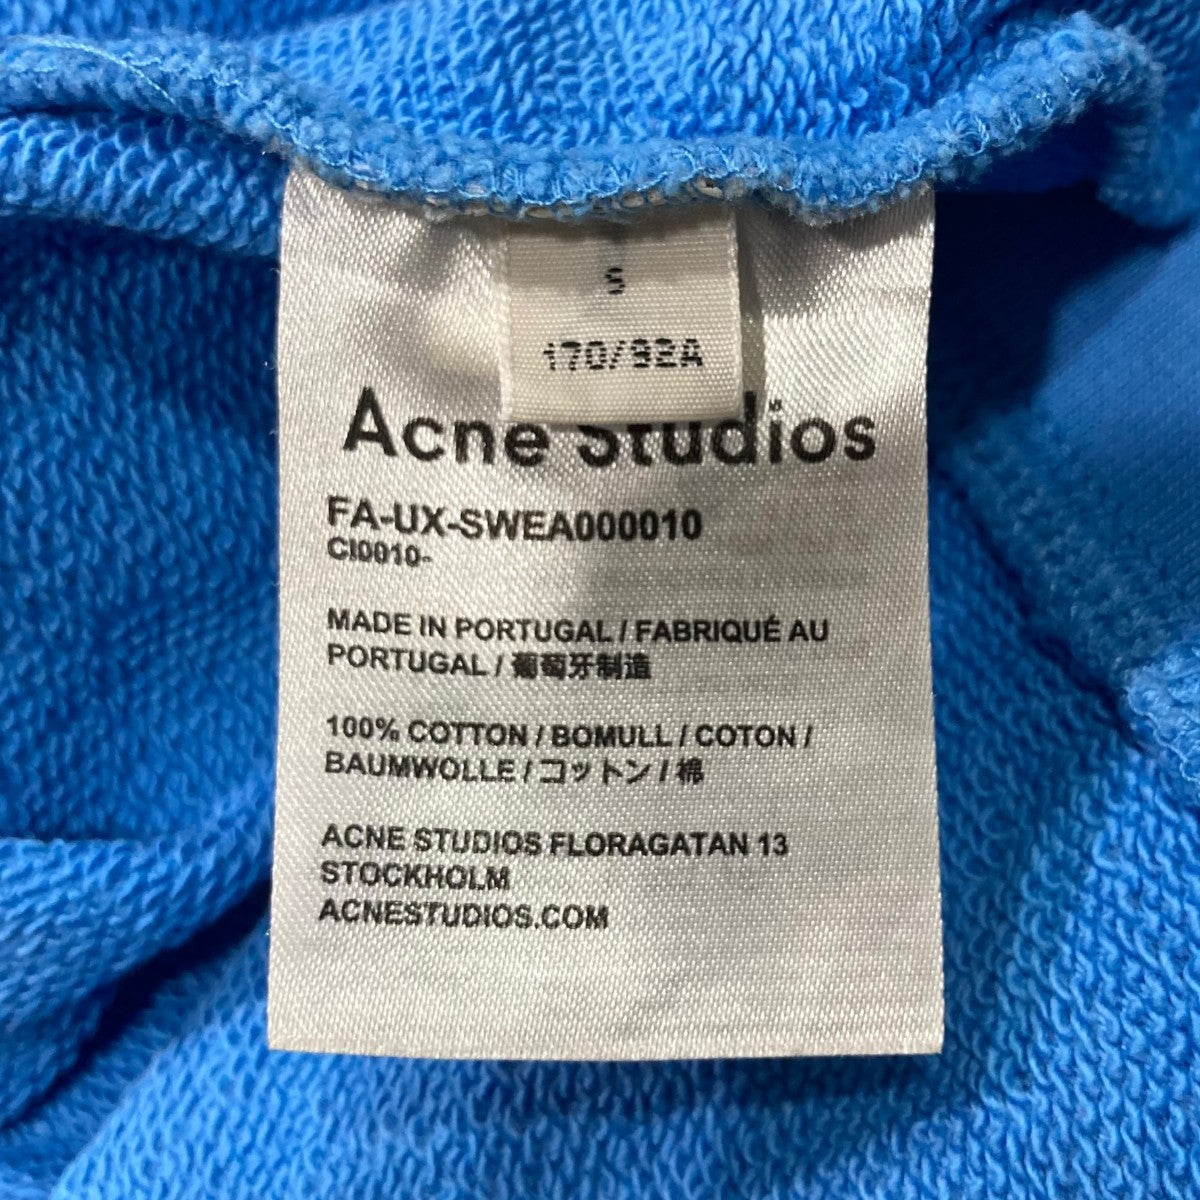 S
170/92A
Acne Studios
FA-UX-SWEA000010
CI0010-
MADE IN PORTUGAL / FABRIQUÉ AU
PORTUGAL / 葡萄牙制造
100% COTTON / BOMULL / COTON /
BAUMWOLLE / コットン / 棉
ACNE STUDIOS FLORAGATAN 13
STOCKHOLM
ACNESTUDIOS.COM